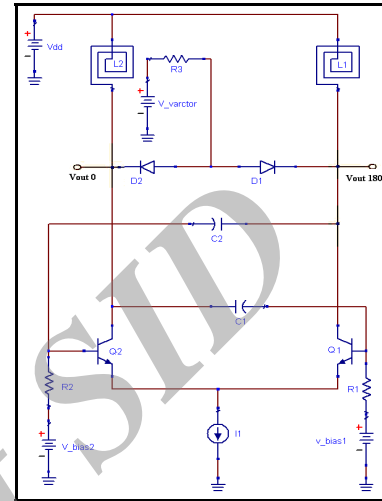 Vdd
L2
L1
R3
V_varctor
Vout 0
D2
D1
Vout 180
C2
C1
Q2
Q1
R2
R1
I1
V_bias2
v_bias1
SID